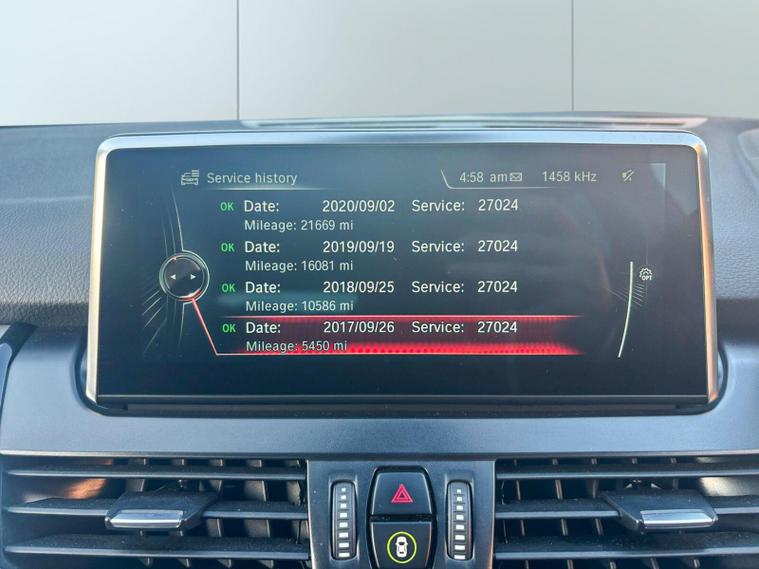 Service history 4:58 am 1458 kHz
OK Date: 2020/09/02 Service: 27024
Mileage: 21669 mi
OK Date: 2019/09/19 Service: 27024
Mileage: 16081 mi
OK Date: 2018/09/25 Service: 27024
Mileage: 10586 mi
OK Date: 2017/09/26 Service: 27024
Mileage: 5450 mi
OPT